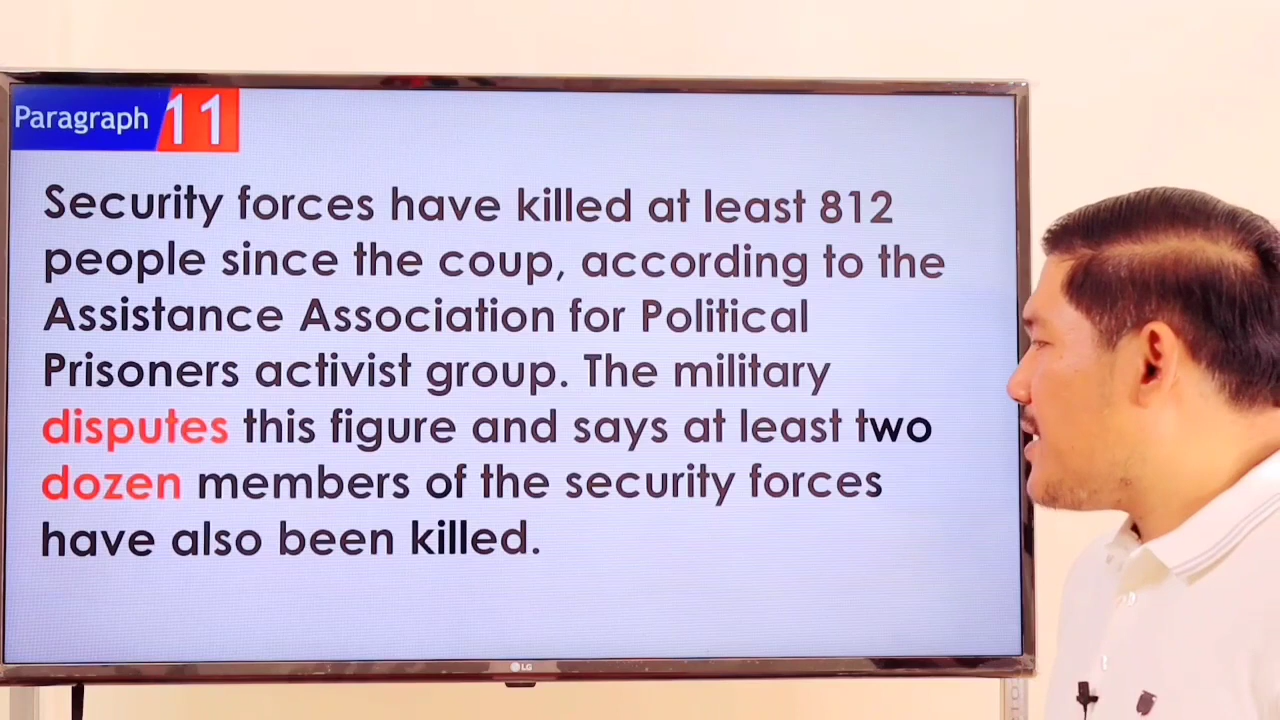 Paragraph 11
Security forces have killed at least 812
people since the coup, according to the
Assistance Association for Political
Prisoners activist group. The military
disputes this figure and says at least two
dozen members of the security forces
have also been killed.
LG